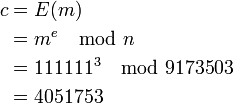 c = E(m)
= m^e mod n
= 111111^3 mod 9173503
= 4051753